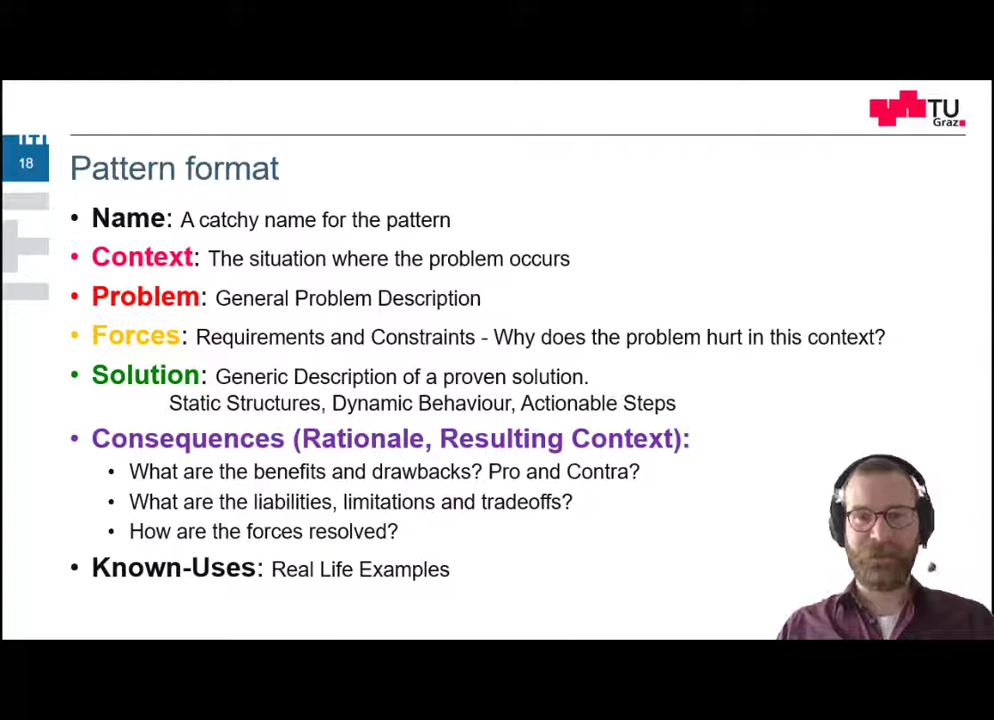 TU
Graz
18
Pattern format
• Name: A catchy name for the pattern
• Context: The situation where the problem occurs
• Problem: General Problem Description
• Forces: Requirements and Constraints - Why does the problem hurt in this context?
• Solution: Generic Description of a proven solution.
Static Structures, Dynamic Behaviour, Actionable Steps
• Consequences (Rationale, Resulting Context):
• What are the benefits and drawbacks? Pro and Contra?
• What are the liabilities, limitations and tradeoffs?
• How are the forces resolved?
• Known-Uses: Real Life Examples